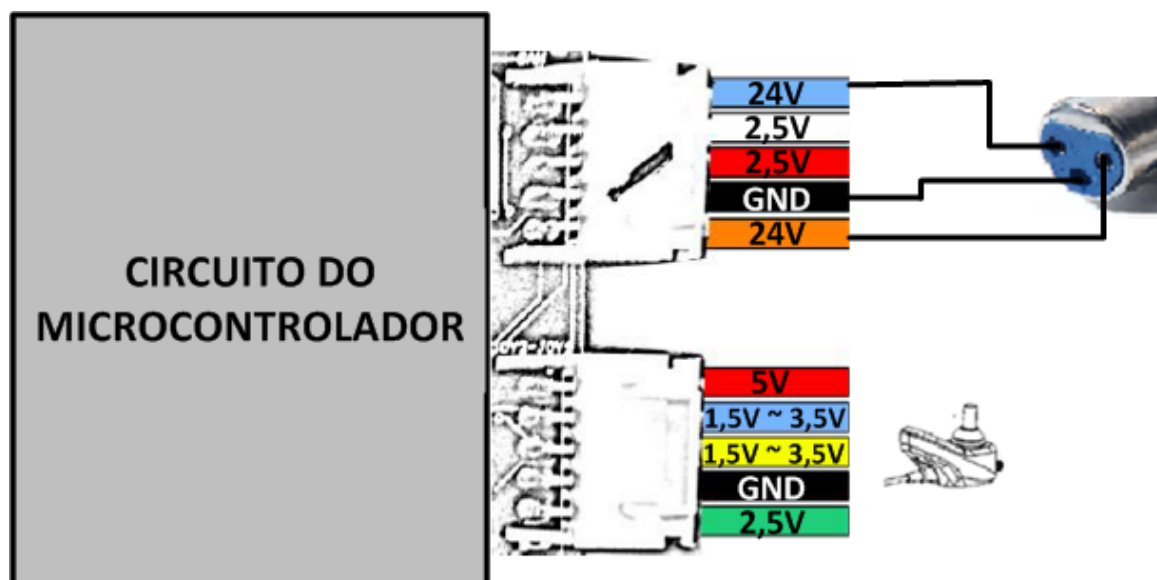 CIRCUITO DO
MICROCONTROLADOR
24V
2,5V
2,5V
GND
24V
5V
1,5V ~ 3,5V
1,5V ~ 3,5V
GND
2,5V